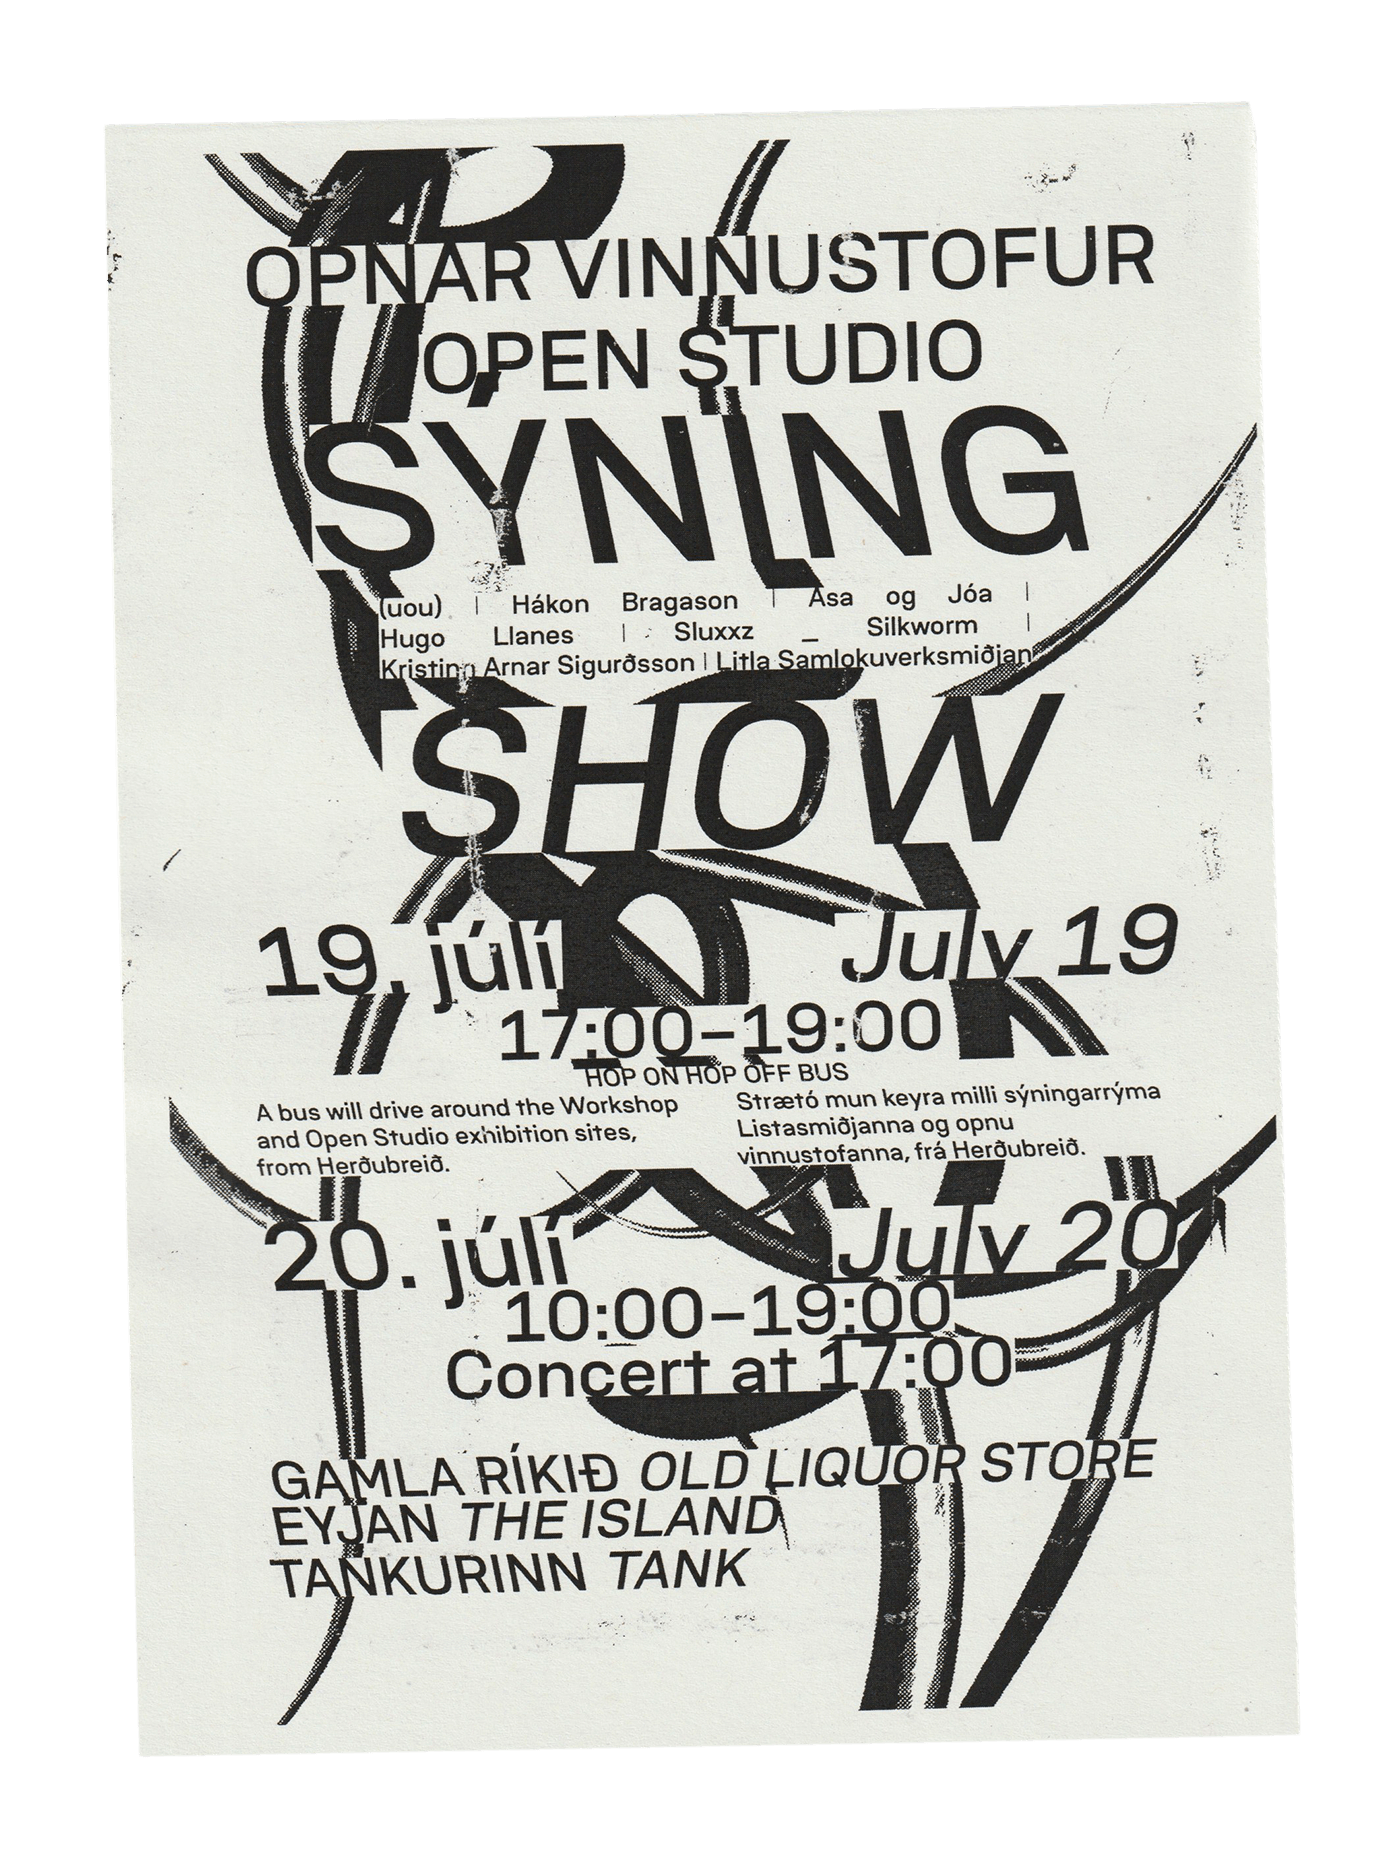 OPNAR VINNUSTOFUR
OPEN STUDIO
SÝNING
(uou) | Hákon Bragason | Ása og Jóa |
Hugo Llanes | Sluxxz _ Silkworm |
Kristinn Arnar Sigurðsson | Litla Samlokuverksmiðjan
SHOW
19. júlí July 19
17:00–19:00
HOP ON HOP OFF BUS
A bus will drive around the Workshop
and Open Studio exhibition sites,
from Herðubreið.
Strætó mun keyra milli sýningarrýma
Listasmiðjanna og opnu
vinnustofanna, frá Herðubreið.
20. júlí July 20
10:00–19:00
Concert at 17:00
GAMLA RÍKIÐ OLD LIQUOR STORE
EYJAN THE ISLAND
TANKURINN TANK